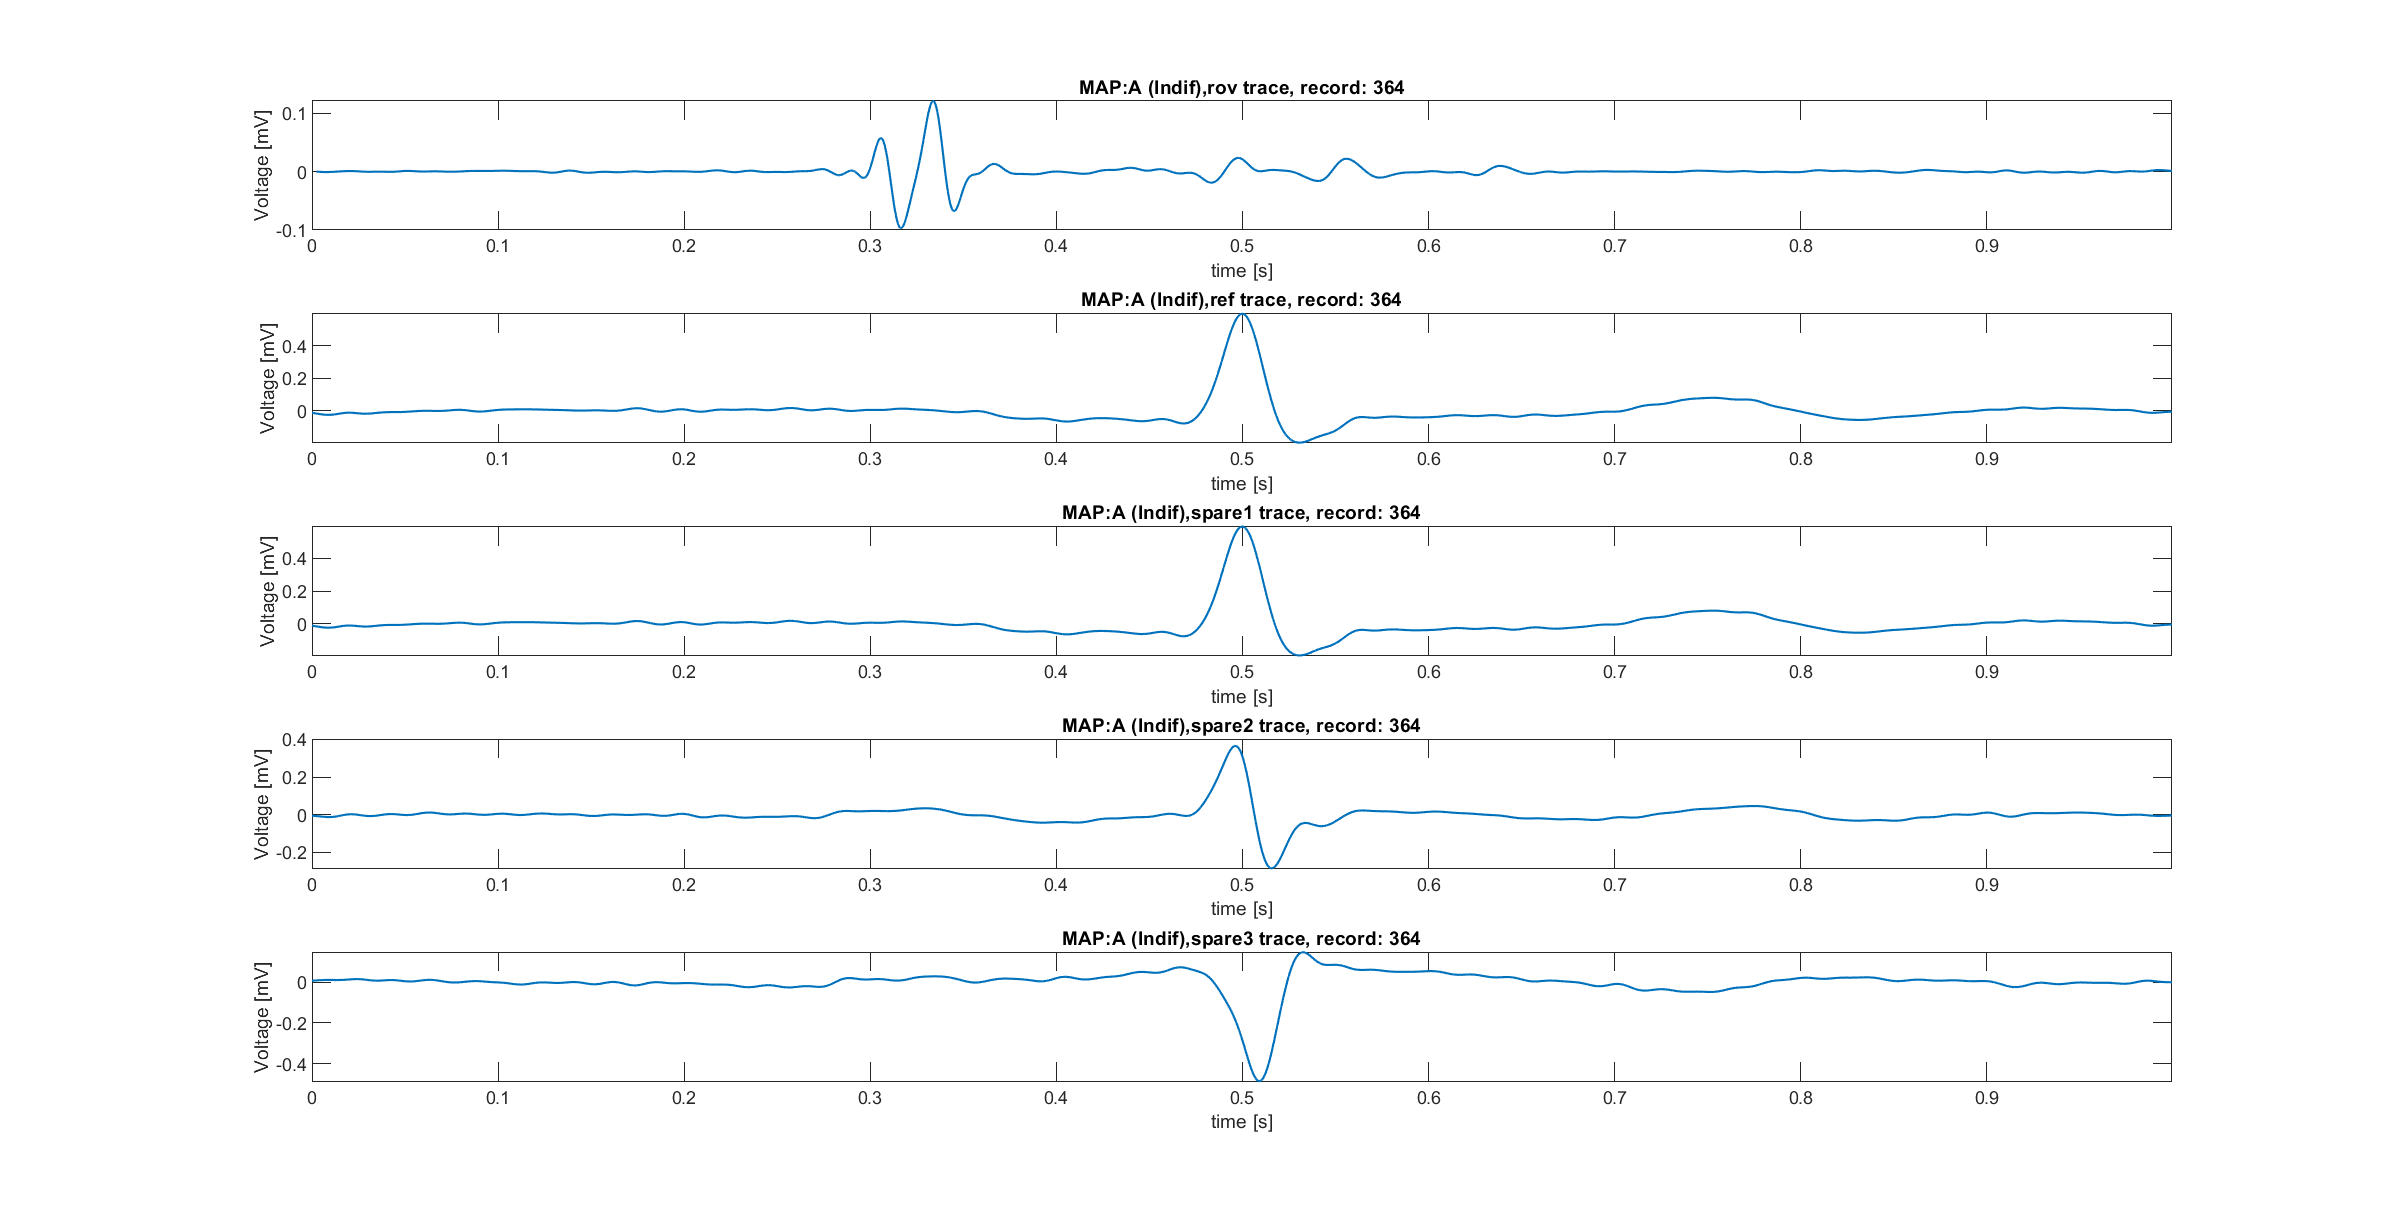 MAP:A (Indif),rov trace, record: 364
Voltage [mV]
0.1
0
-0.1
0 0.1 0.2 0.3 0.4 0.5 0.6 0.7 0.8 0.9
time [s]
MAP:A (Indif),ref trace, record: 364
Voltage [mV]
0.4
0.2
0
0 0.1 0.2 0.3 0.4 0.5 0.6 0.7 0.8 0.9
time [s]
MAP:A (Indif),spare1 trace, record: 364
Voltage [mV]
0.4
0.2
0
0 0.1 0.2 0.3 0.4 0.5 0.6 0.7 0.8 0.9
time [s]
MAP:A (Indif),spare2 trace, record: 364
Voltage [mV]
0.4
0.2
0
-0.2
0 0.1 0.2 0.3 0.4 0.5 0.6 0.7 0.8 0.9
time [s]
MAP:A (Indif),spare3 trace, record: 364
Voltage [mV]
0
-0.2
-0.4
0 0.1 0.2 0.3 0.4 0.5 0.6 0.7 0.8 0.9
time [s]